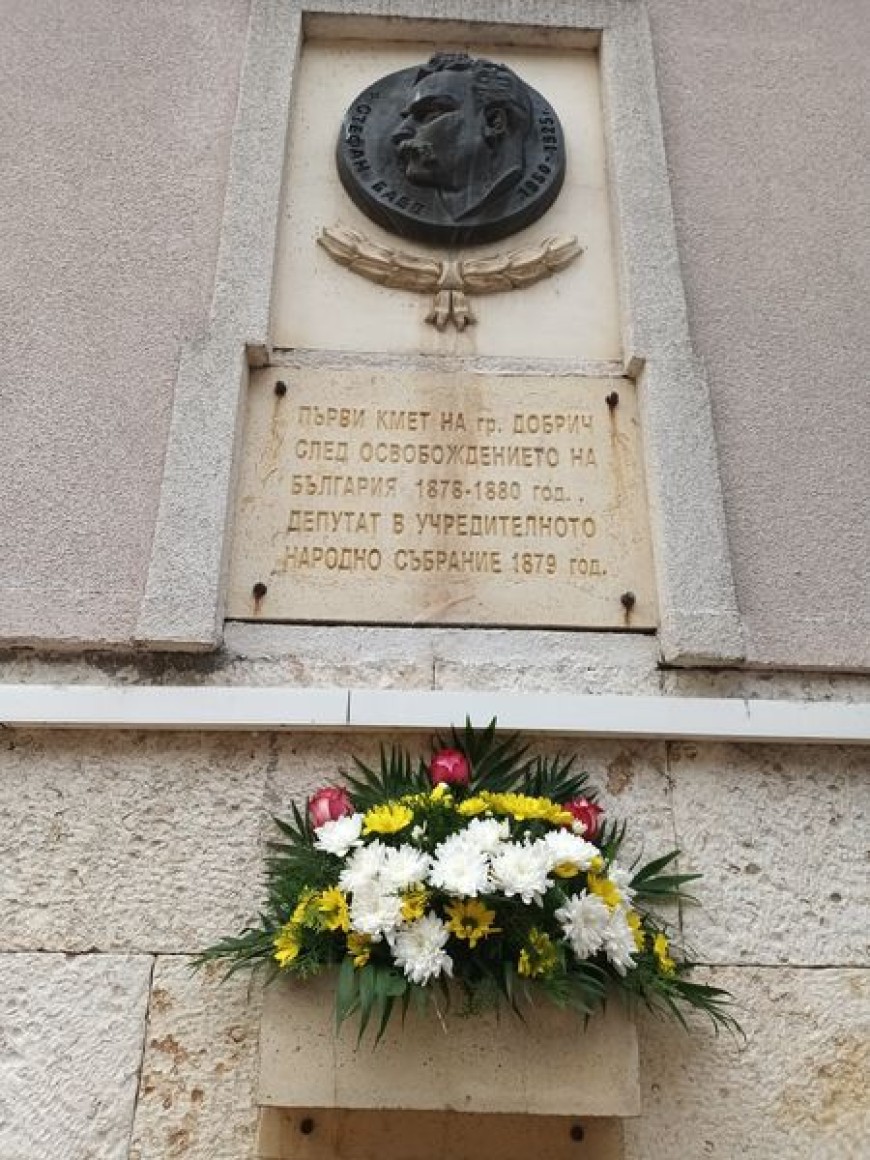 СТЕФАН БАЕВ
1850-1925
ПЪРВИ КМЕТ НА гр. ДОБРИЧ
СЛЕД ОСВОБОЖДЕНИЕТО НА
БЪЛГАРИЯ 1878-1880 год.,
ДЕПУТАТ В УЧРЕДИТЕЛНОТО
НАРОДНО СЪБРАНИЕ 1879 год.